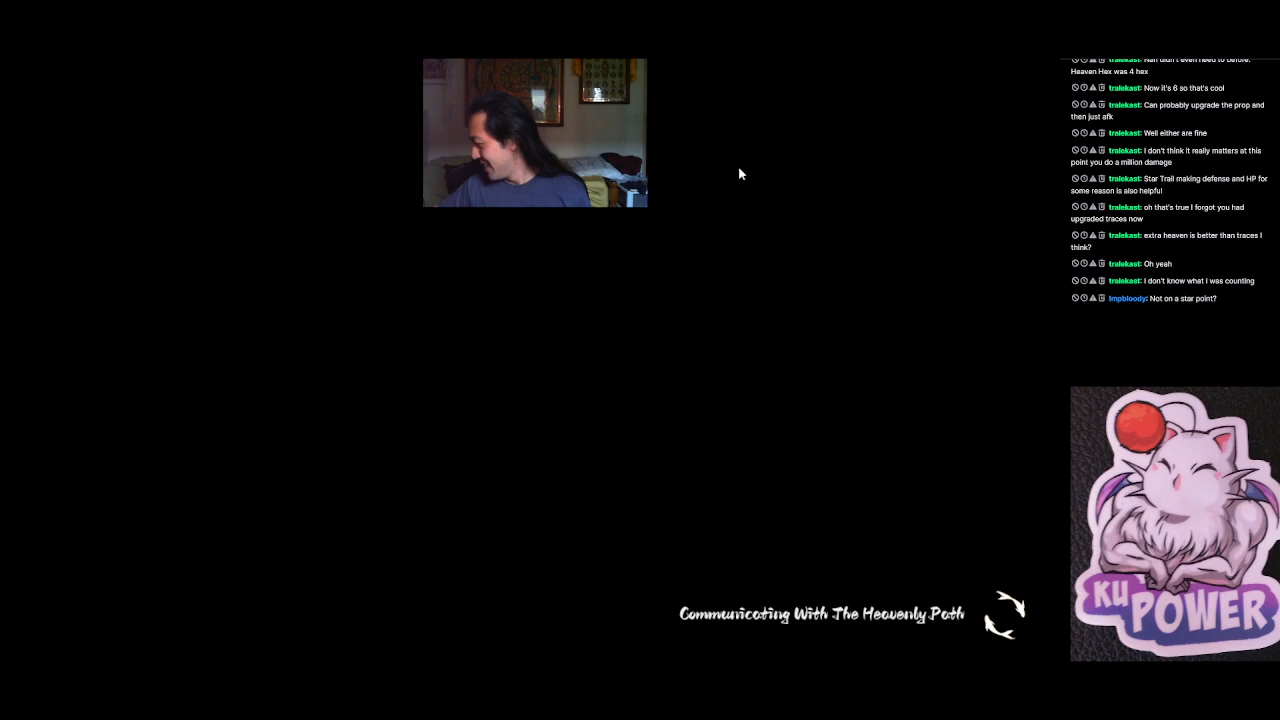 tralekast: Nah didn't even need to before.
Heaven Hex was 4 hex
tralekast: Now it's 6 so that's cool
tralekast: Can probably upgrade the prop and
then just afk
tralekast: Well either are fine
tralekast: I don't think it really matters at this
point you do a million damage
tralekast: Star Trail making defense and HP for
some reason is also helpful
tralekast: oh that's true I forgot you had
upgraded traces now
tralekast: extra heaven is better than traces I
think?
tralekast: Oh yeah
tralekast: I don't know what I was counting
Impbloody: Not on a star point?
KU
POWER
Communicating With The Heavenly Path